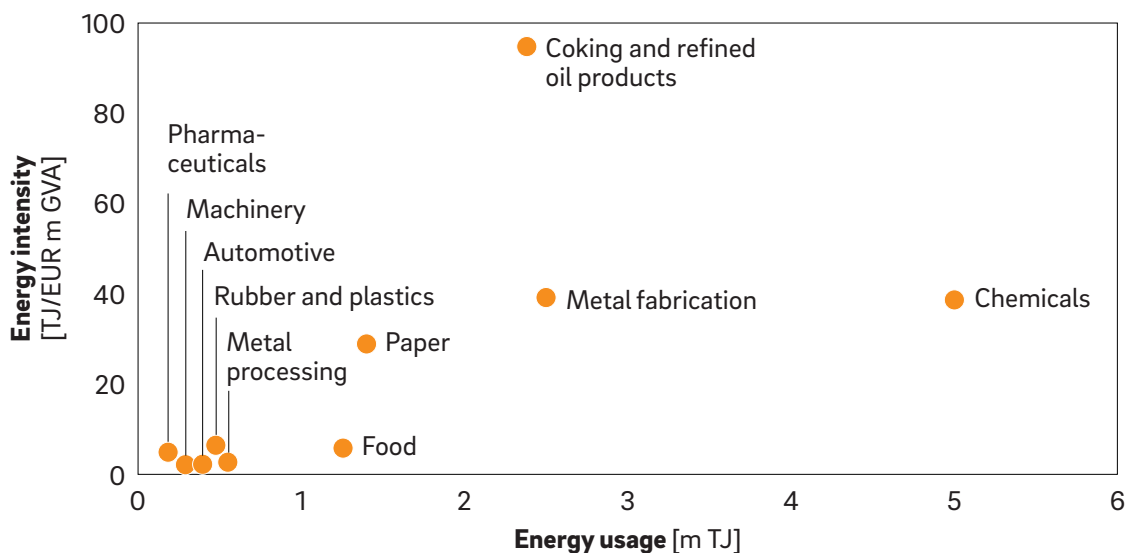 Energy intensity
[TJ/EUR m GVA]
100
80
60
40
20
0
Coking and refined
oil products
Pharma-
ceuticals
Machinery
Automotive
Rubber and plastics
Metal
processing
Metal fabrication
Chemicals
Paper
Food
0 1 2 3 4 5 6
Energy usage [m TJ]